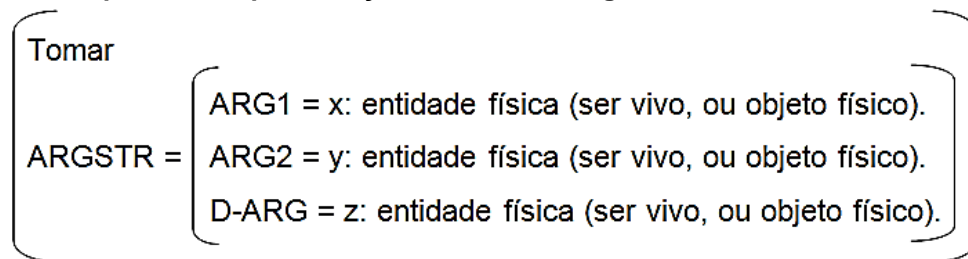 Tomar
ARG1 = x: entidade física (ser vivo, ou objeto físico).
ARGSTR = ARG2 = y: entidade física (ser vivo, ou objeto físico).
D-ARG = z: entidade física (ser vivo, ou objeto físico).